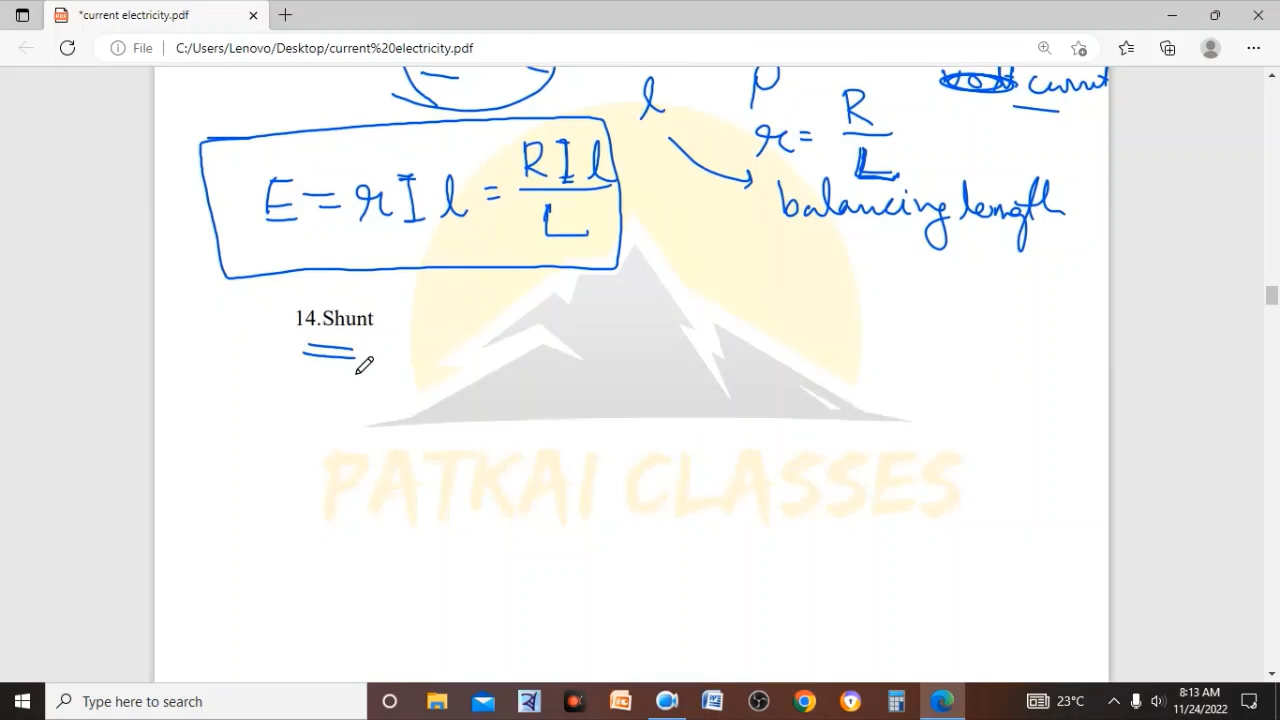 *current electricity.pdf
File | C:/Users/Lenovo/Desktop/current%20electricity.pdf
l
current
r = R/L
E = r I l = R I l / L
balancing length
14.Shunt
PATKAI CLASSES
Type here to search
23°C
8:13 AM
11/24/2022